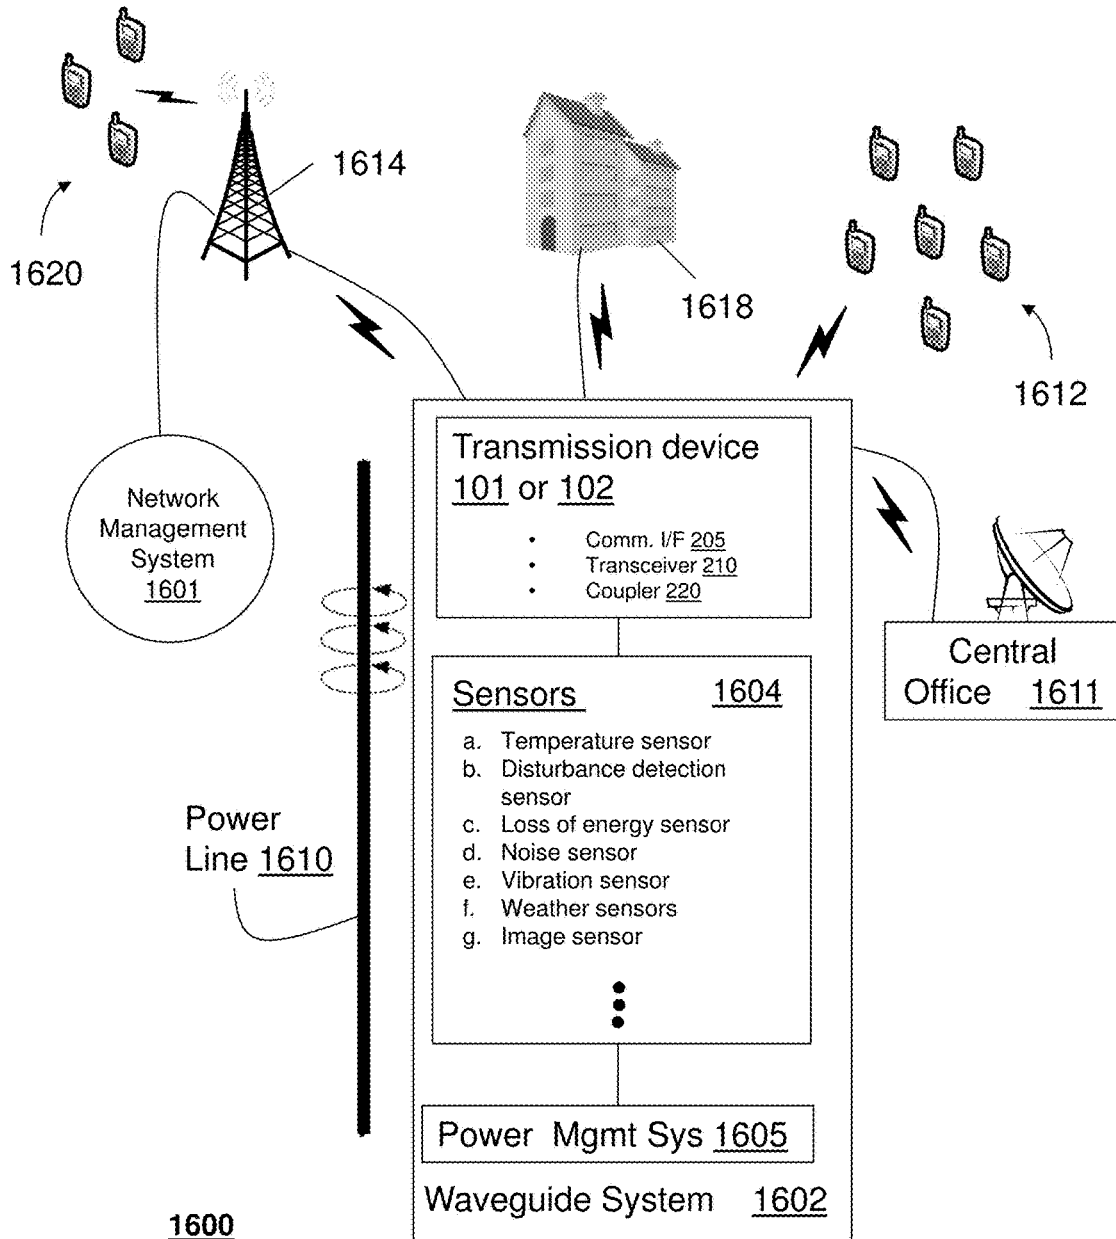 1614
1620
1618
1612
Transmission device
101 or 102
• Comm. I/F 205
• Transceiver 210
• Coupler 220
Network
Management
System
1601
Central
Office 1611
Sensors 1604
a. Temperature sensor
b. Disturbance detection
sensor
c. Loss of energy sensor
d. Noise sensor
e. Vibration sensor
f. Weather sensors
g. Image sensor
Power
Line 1610
Power Mgmt Sys 1605
Waveguide System 1602
1600